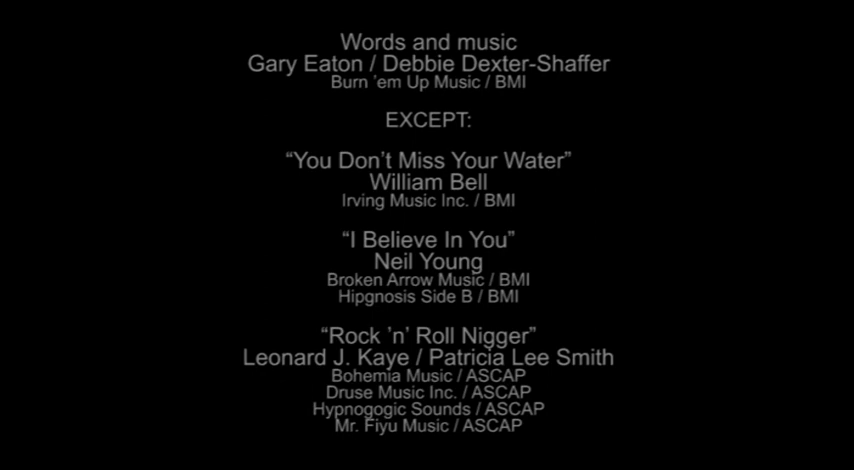 Words and music
Gary Eaton / Debbie Dexter-Shaffer
Burn ’em Up Music / BMI
EXCEPT:
“You Don’t Miss Your Water”
William Bell
Irving Music Inc. / BMI
“I Believe In You”
Neil Young
Broken Arrow Music / BMI
Hipgnosis Side B / BMI
“Rock ’n’ Roll Nigger”
Leonard J. Kaye / Patricia Lee Smith
Bohemia Music / ASCAP
Druse Music Inc. / ASCAP
Hypnogogic Sounds / ASCAP
Mr. Fiyu Music / ASCAP